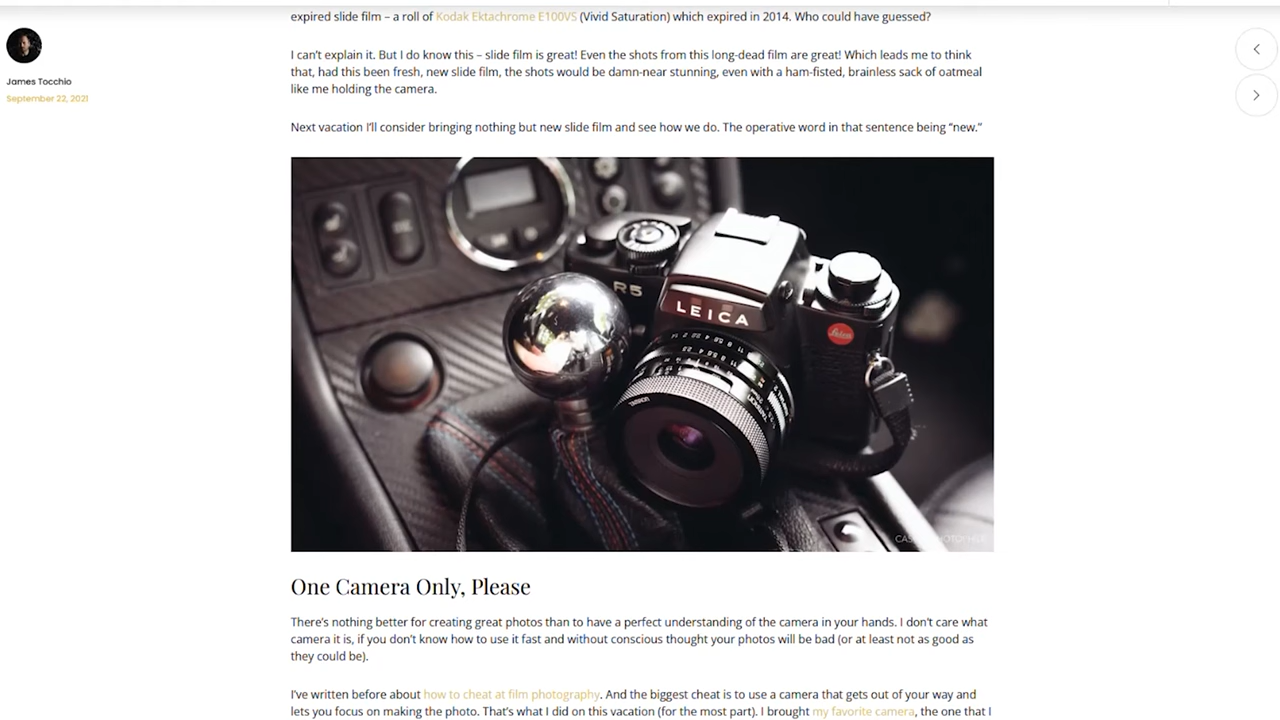 expired slide film – a roll of Kodak Ektachrome E100VS (Vivid Saturation) which expired in 2014. Who could have guessed?
James Tocchio
September 22, 2021
I can't explain it. But I do know this – slide film is great! Even the shots from this long-dead film are great! Which leads me to think
that, had this been fresh, new slide film, the shots would be damn-near stunning, even with a ham-fisted, brainless sack of oatmeal
like me holding the camera.
Next vacation I'll consider bringing nothing but new slide film and see how we do. The operative word in that sentence being “new.”
R5
LEICA
Leica
TAMRON
One Camera Only, Please
There's nothing better for creating great photos than to have a perfect understanding of the camera in your hands. I don't care what
camera it is, if you don't know how to use it fast and without conscious thought your photos will be bad (or at least not as good as
they could be).
I've written before about how to cheat at film photography. And the biggest cheat is to use a camera that gets out of your way and
lets you focus on making the photo. That's what I did on this vacation (for the most part). I brought my favorite camera, the one that I